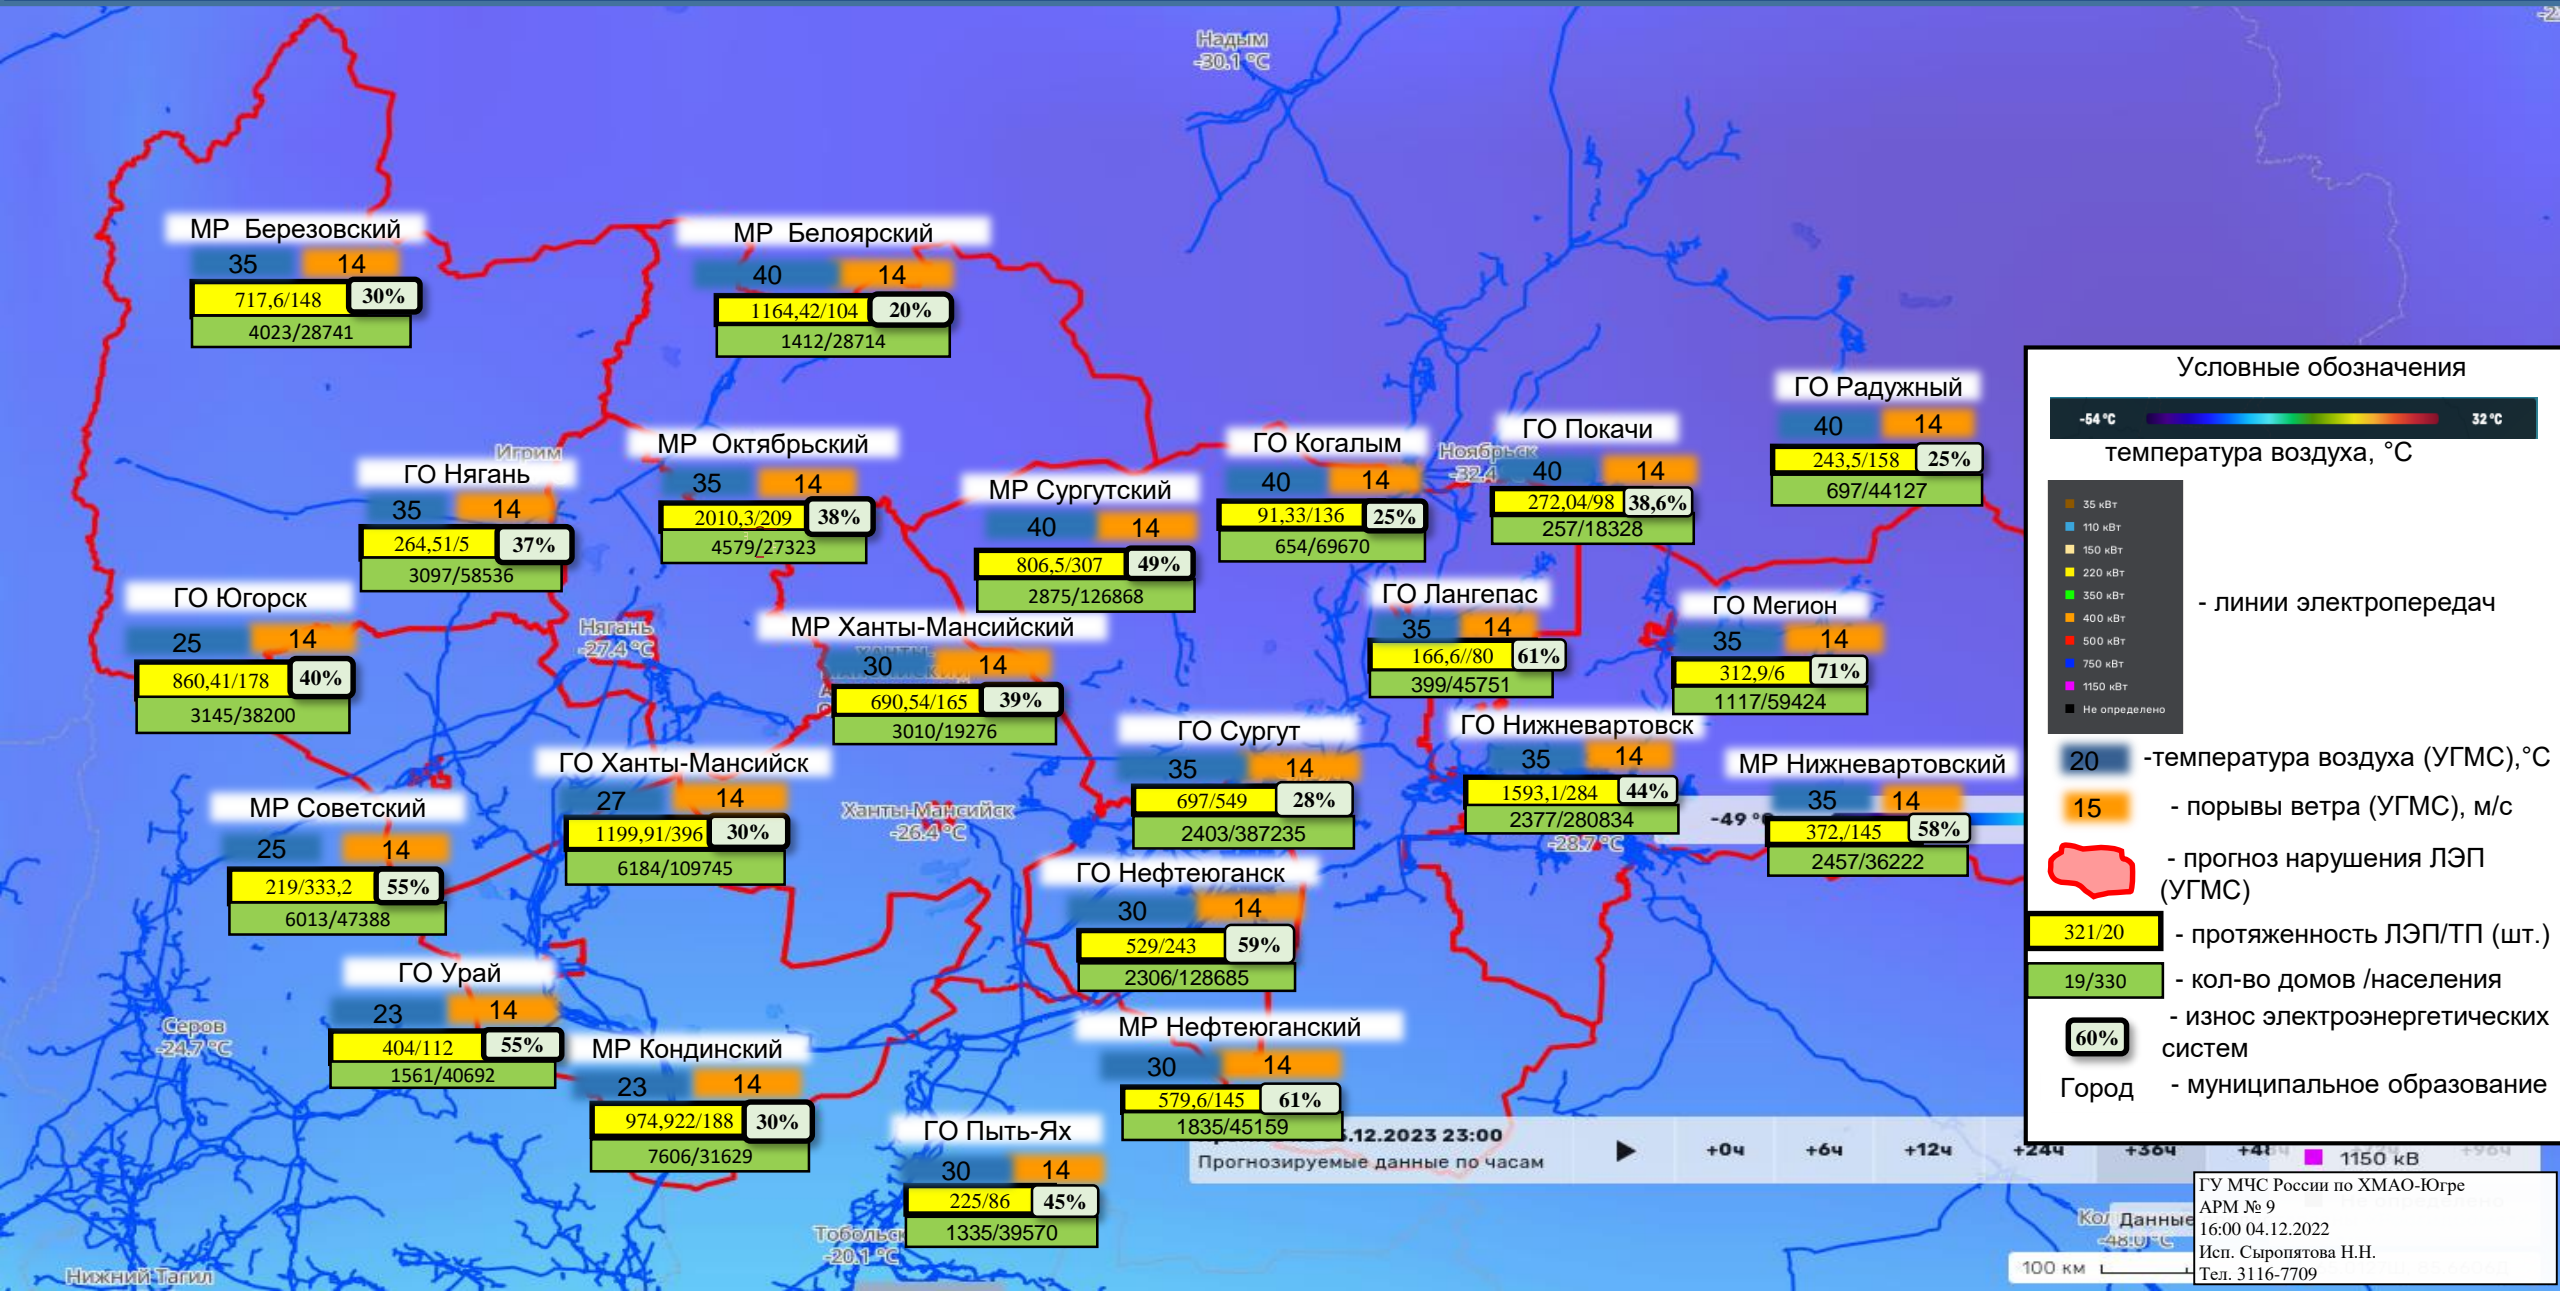 Надым
-30.1 °C
МР Березовский
35 14
717,6/148 30%
4023/28741
МР Белоярский
40 14
1164,42/104 20%
1412/28714
Игрим
ГО Нягань
35 14
264,51/5 37%
3097/58536
МР Октябрьский
35 14
2010,3/209 38%
4579/27323
МР Сургутский
40 14
806,5/307 49%
2875/126868
ГО Когалым
40 14
91,33/136 25%
654/69670
Ноябрьск
-32.4
ГО Покачи
40 14
272,04/98 38,6%
257/18328
ГО Радужный
40 14
243,5/158 25%
697/44127
ГО Югорск
25 14
860,41/178 40%
3145/38200
Нягань
-27.4 °C
МР Ханты-Мансийский
30 14
690,54/165 39%
3010/19276
ГО Лангепас
35 14
166,6//80 61%
399/45751
ГО Мегион
35 14
312,9/6 71%
1117/59424
ГО Ханты-Мансийск
27 14
1199,91/396 30%
6184/109745
ГО Сургут
35 14
697/549 28%
2403/387235
ГО Нижневартовск
35 14
1593,1/284 44%
2377/280834
-28.7 °C
-49 °
МР Нижневартовский
35 14
372,/145 58%
2457/36222
МР Советский
25 14
219/333,2 55%
6013/47388
Ханты-Мансийск
-26.4 °C
ГО Нефтеюганск
30 14
529/243 59%
2306/128685
ГО Урай
23 14
404/112 55%
1561/40692
Серов
-24.7 °C
МР Кондинский
23 14
974,922/188 30%
7606/31629
МР Нефтеюганский
30 14
579,6/145 61%
1835/45159
ГО Пыть-Ях
30 14
225/86 45%
1335/39570
Тобольск
-20.1 °C
Нижний Тагил
.12.2023 23:00
Прогнозируемые данные по часам
+0ч +6ч +12ч +24ч +36ч
1150 кВ
Данные
-48.0 °C
100 км
Условные обозначения
-54 °C 32 °C
температура воздуха, °С
35 кВт
110 кВт
150 кВт
220 кВт
350 кВт
400 кВт
500 кВт
750 кВт
1150 кВт
Не определено
- линии электропередач
20 -температура воздуха (УГМС),°С
15 - порывы ветра (УГМС), м/с
- прогноз нарушения ЛЭП
(УГМС)
321/20 - протяженность ЛЭП/ТП (шт.)
19/330 - кол-во домов /населения
60% - износ электроэнергетических
систем
Город - муниципальное образование
ГУ МЧС России по ХМАО-Югре
АРМ № 9
16:00 04.12.2022
Исп. Сыропятова Н.Н.
Тел. 3116-7709